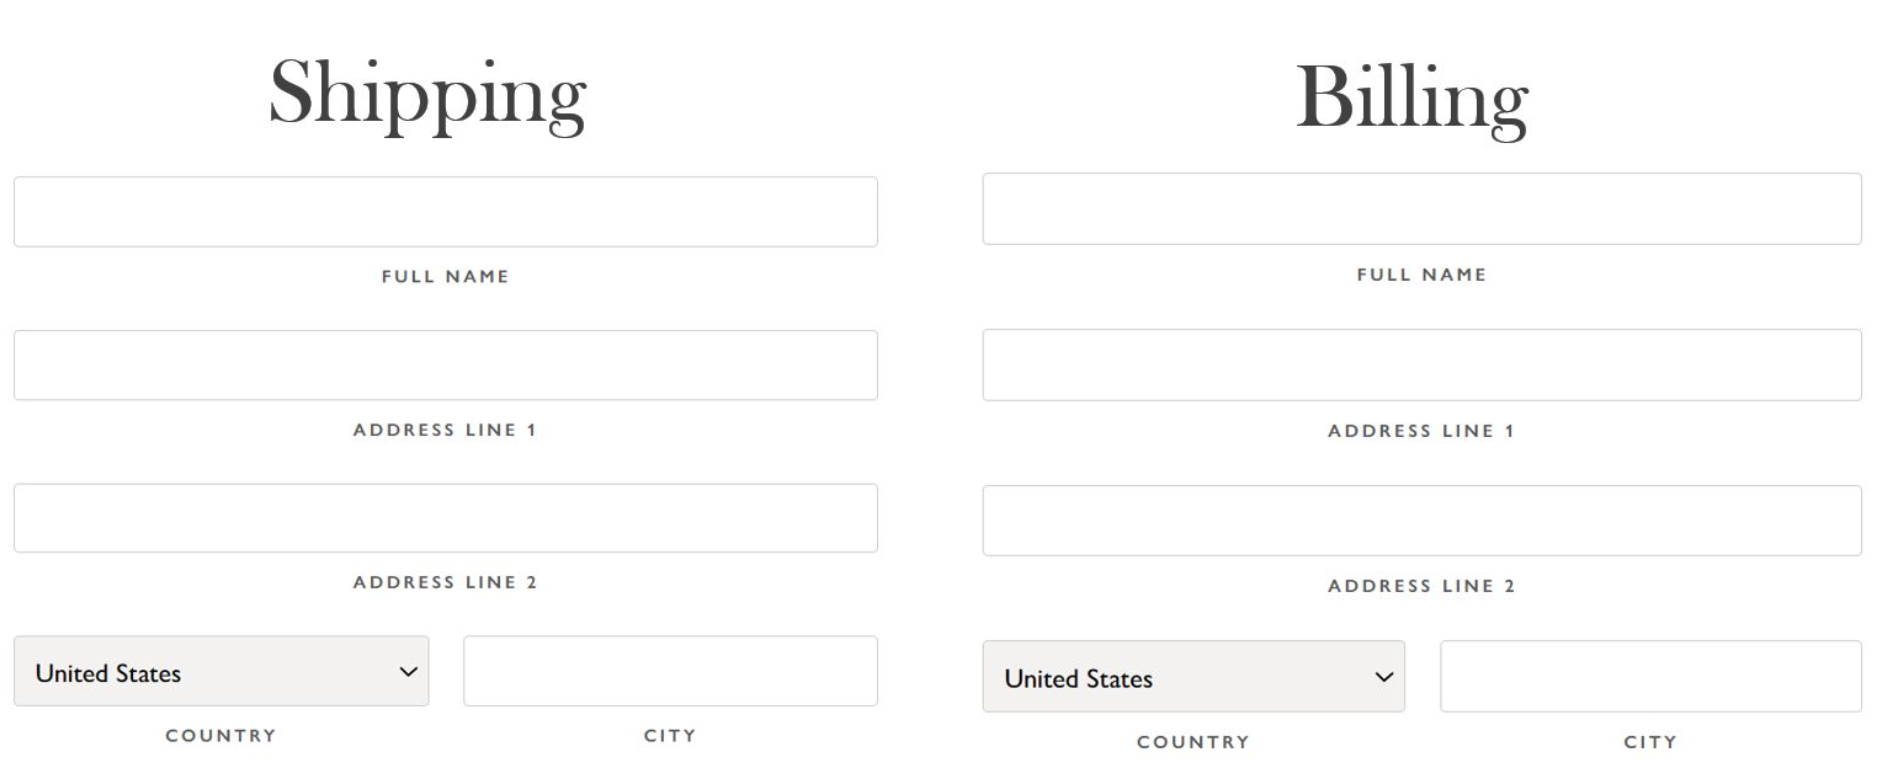 Shipping
FULL NAME
ADDRESS LINE 1
ADDRESS LINE 2
United States
COUNTRY
CITY
Billing
FULL NAME
ADDRESS LINE 1
ADDRESS LINE 2
United States
COUNTRY
CITY